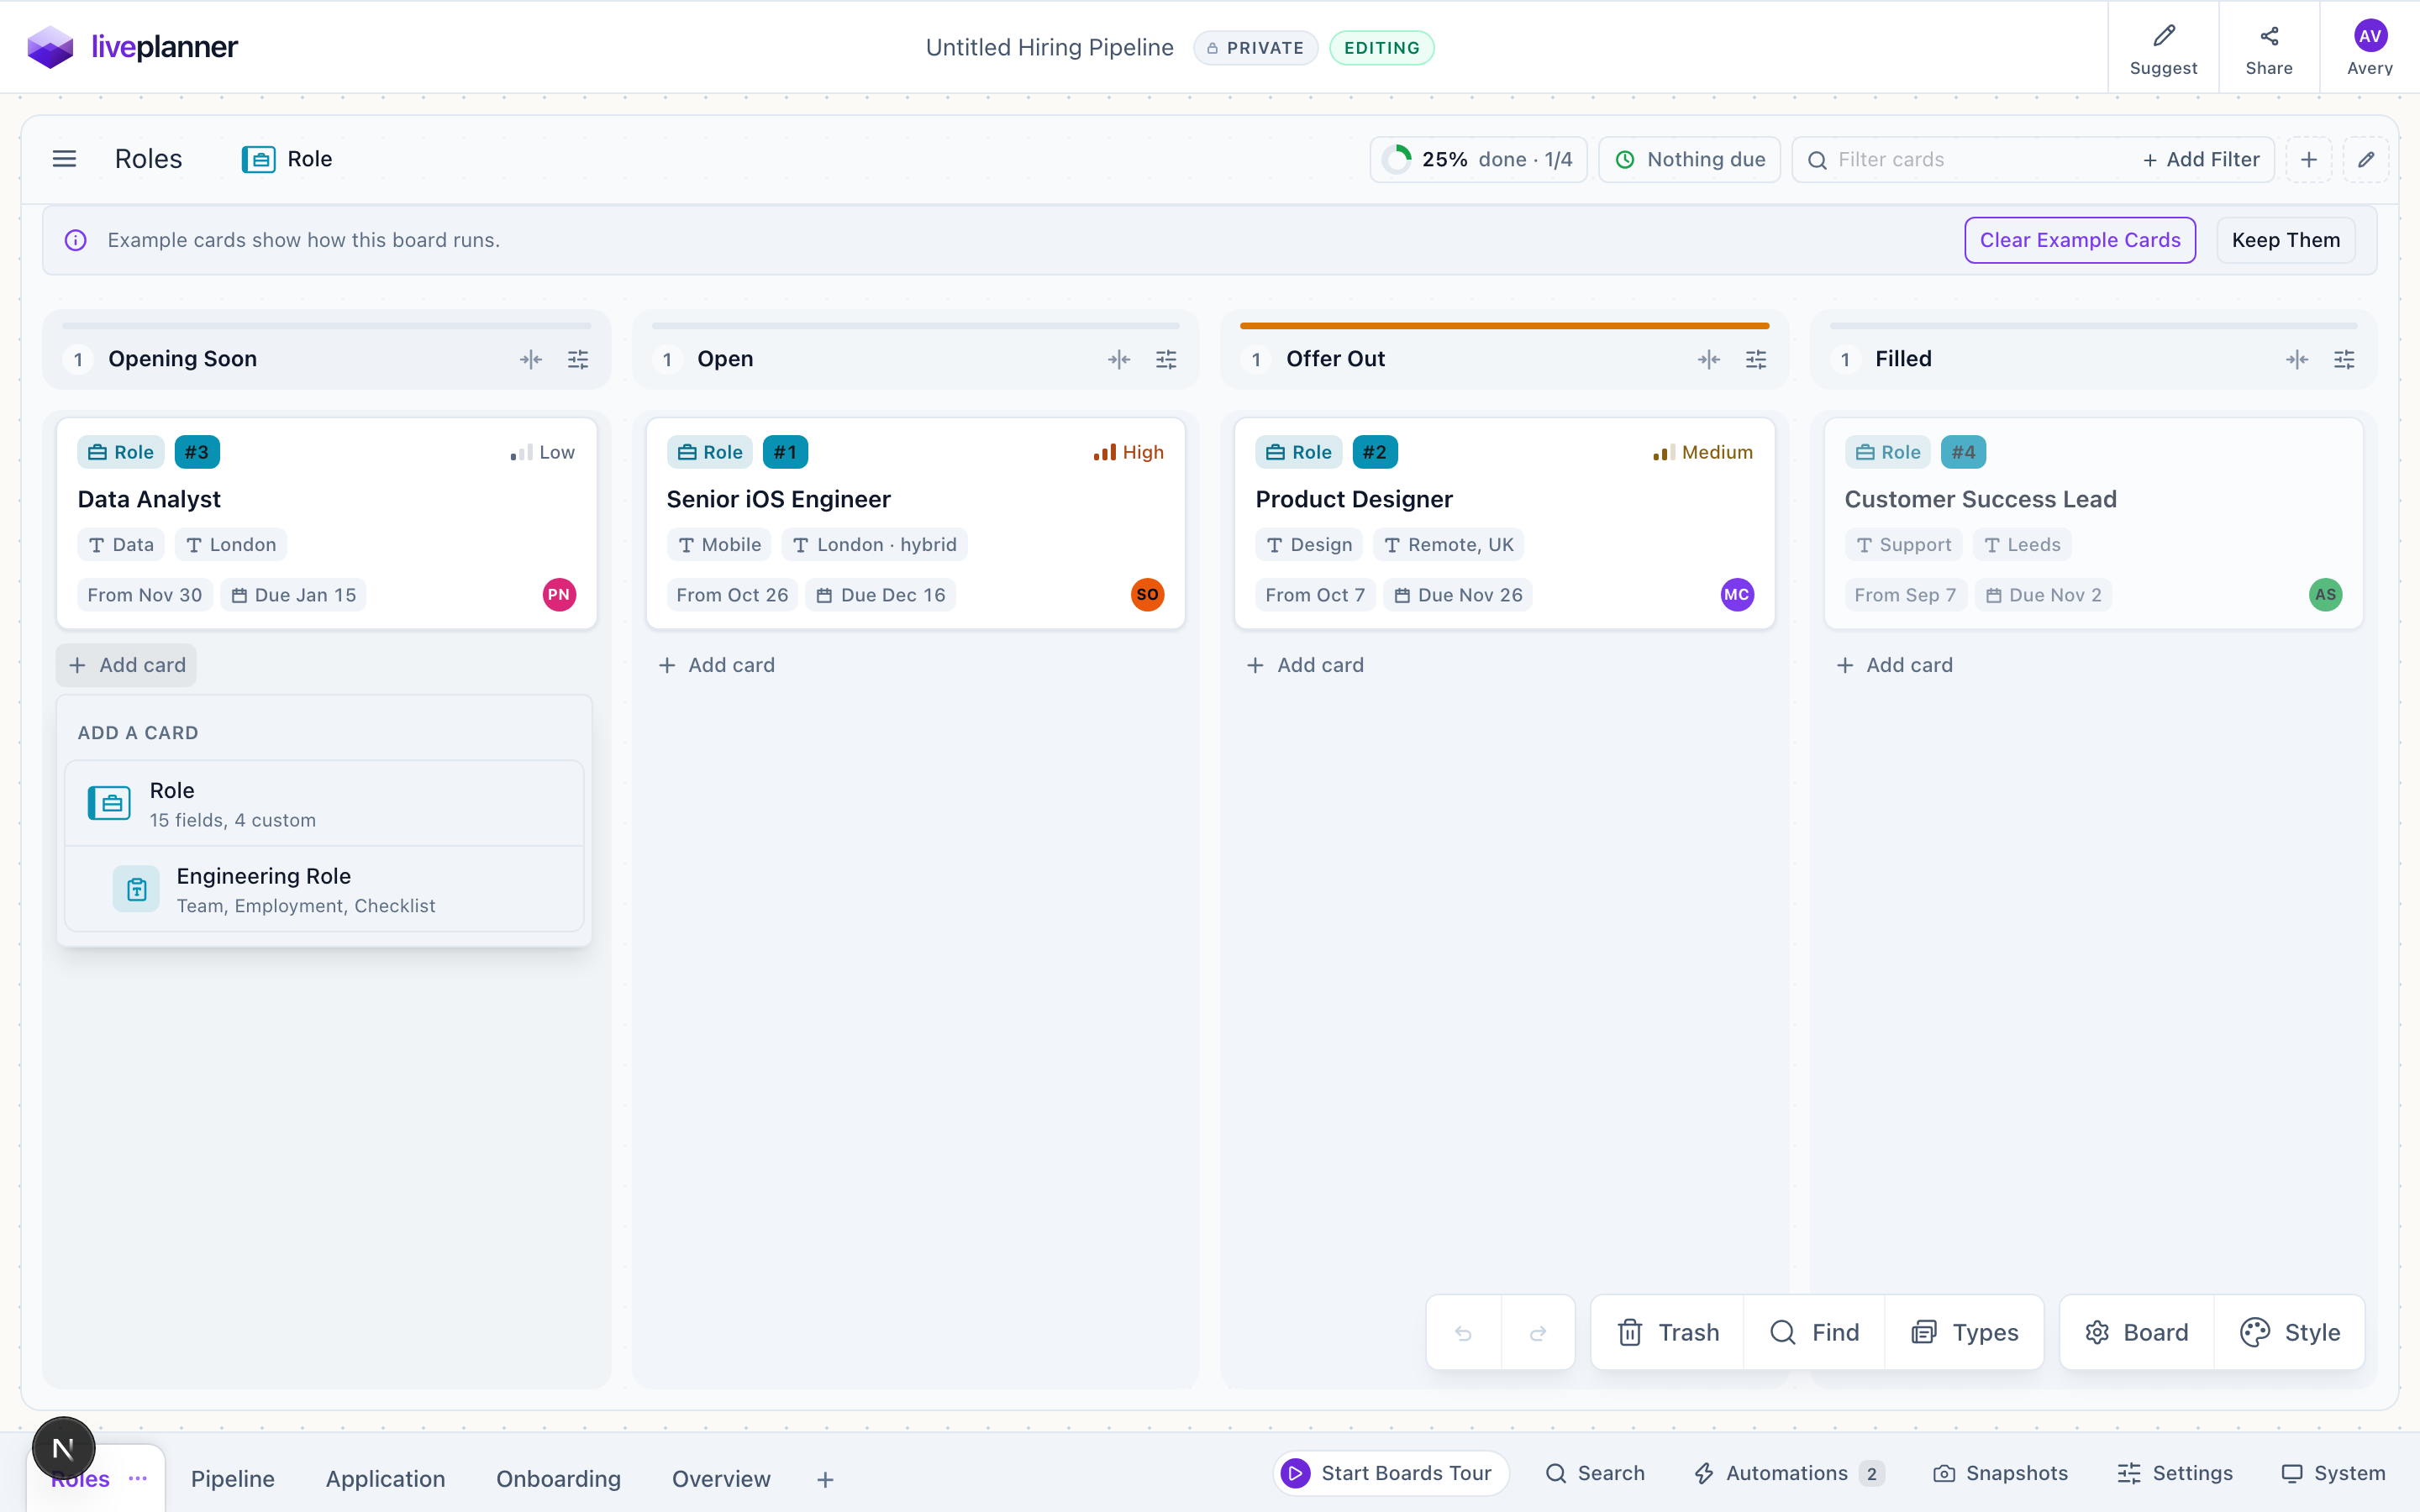 liveplanner
Untitled Hiring Pipeline
PRIVATE
EDITING
Suggest
Share
AV
Avery
Roles
Role
25% done · 1/4
Nothing due
Filter cards
+ Add Filter
Example cards show how this board runs.
Clear Example Cards
Keep Them
1 Opening Soon
1 Open
1 Offer Out
1 Filled
Role #3 Low
Data Analyst
Data London
From Nov 30 Due Jan 15 PN
+ Add card
Role #1 High
Senior iOS Engineer
Mobile London · hybrid
From Oct 26 Due Dec 16 SO
+ Add card
Role #2 Medium
Product Designer
Design Remote, UK
From Oct 7 Due Nov 26 MC
+ Add card
Role #4
Customer Success Lead
Support Leeds
From Sep 7 Due Nov 2 AS
+ Add card
ADD A CARD
Role
15 fields, 4 custom
Engineering Role
Team, Employment, Checklist
Trash
Find
Types
Board
Style
N
Roles
Pipeline
Application
Onboarding
Overview
+
Start Boards Tour
Search
Automations 2
Snapshots
Settings
System